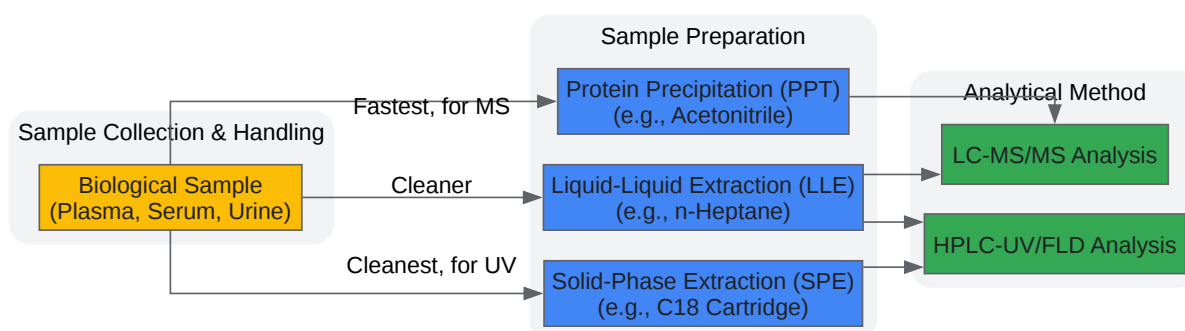 Sample Preparation
Protein Precipitation (PPT)
(e.g., Acetonitrile)
Analytical Method
Fastest, for MS
Sample Collection & Handling
LC-MS/MS Analysis
Biological Sample
(Plasma, Serum, Urine)
Cleaner
Liquid-Liquid Extraction (LLE)
(e.g., n-Heptane)
HPLC-UV/FLD Analysis
Cleanest, for UV
Solid-Phase Extraction (SPE)
(e.g., C18 Cartridge)